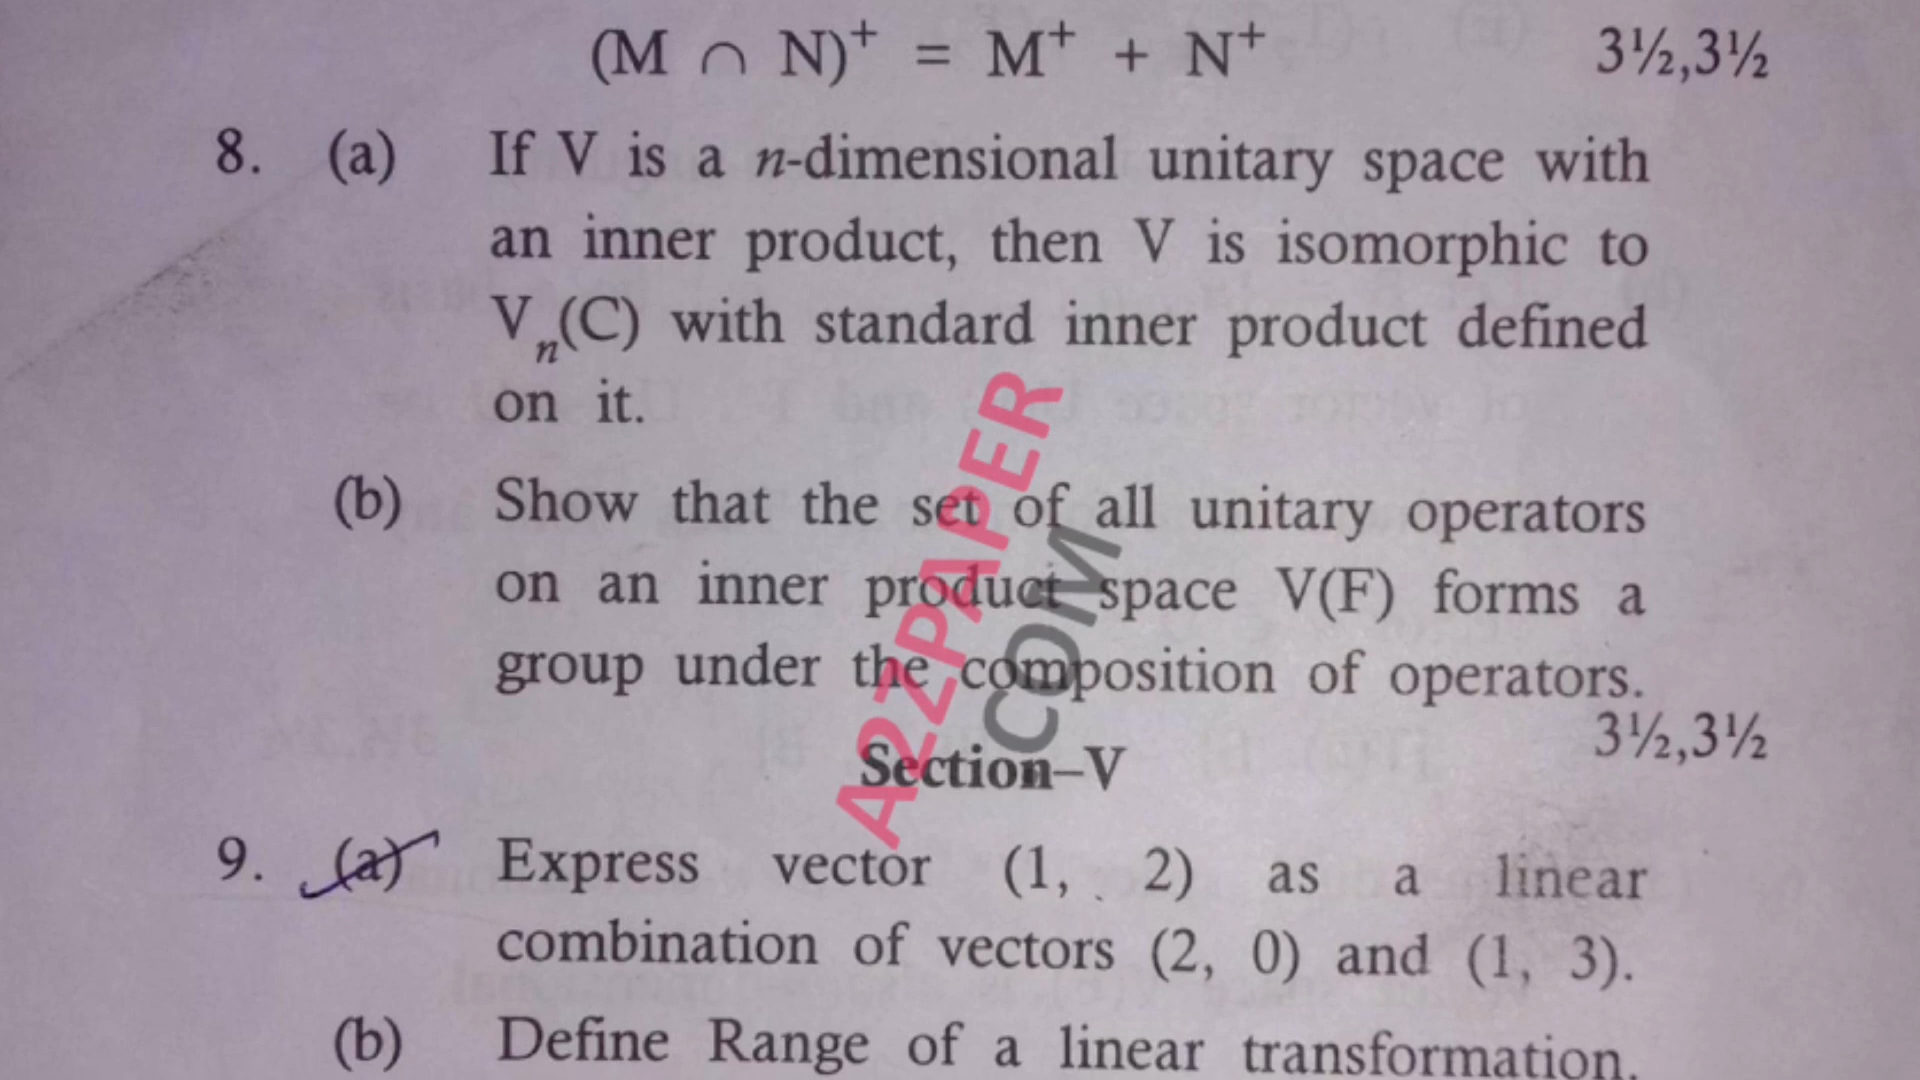 (M ∩ N)⁺ = M⁺ + N⁺ 3½,3½
8. (a) If V is a n-dimensional unitary space with
an inner product, then V is isomorphic to
Vₙ(C) with standard inner product defined
on it.
(b) Show that the set of all unitary operators
on an inner product space V(F) forms a
group under the composition of operators.
3½,3½
Section–V
9. (a) Express vector (1, 2) as a linear
combination of vectors (2, 0) and (1, 3).
(b) Define Range of a linear transformation.
A2ZPAPER
COM